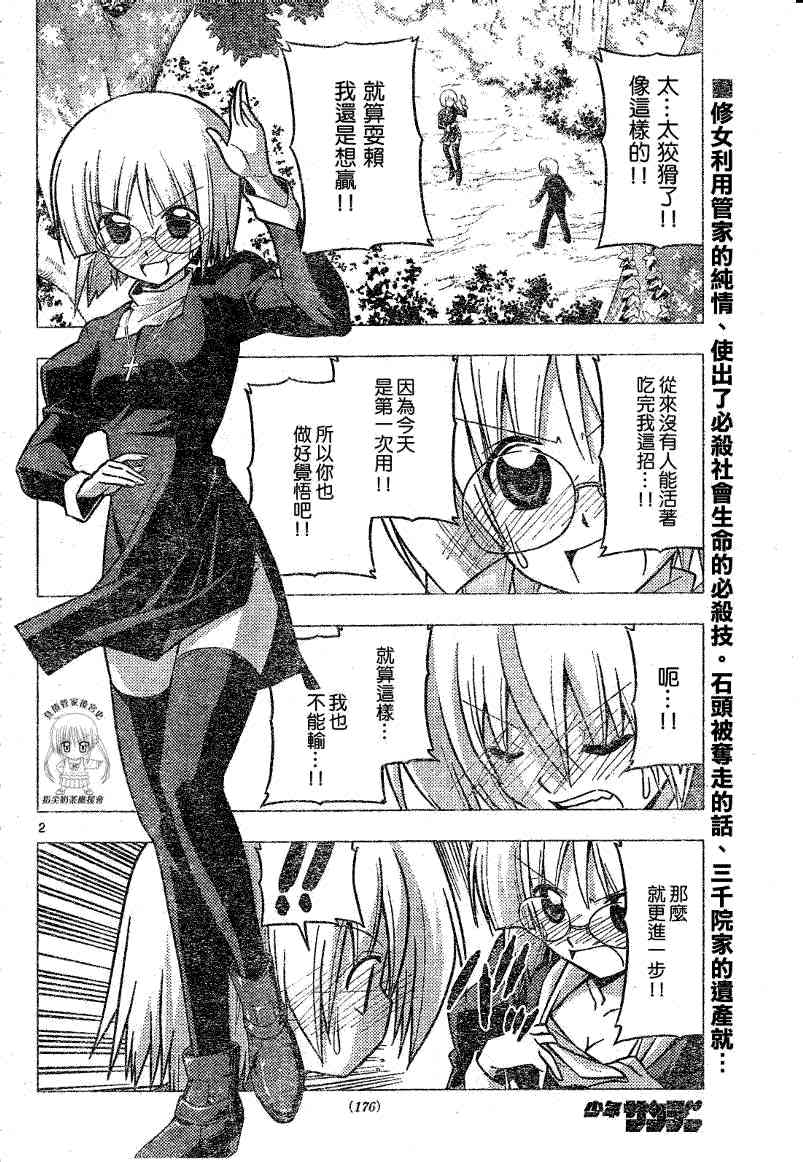 修女利用管家的純情、使出了必殺社會生命的必殺技。石頭被奪走的話、三千院家的遺產就…
太…太狡猾了!!
像這樣的!!
就算耍賴
我還是想贏!!
從來沒有人能活著
吃完我這招…!!
因為今天
是第一次用!!
所以你也
做好覺悟吧!!
呃…!!
就算這樣…
我也
不能輸…!!
那麼
就更進一步!!
!!
2
(176)
少年